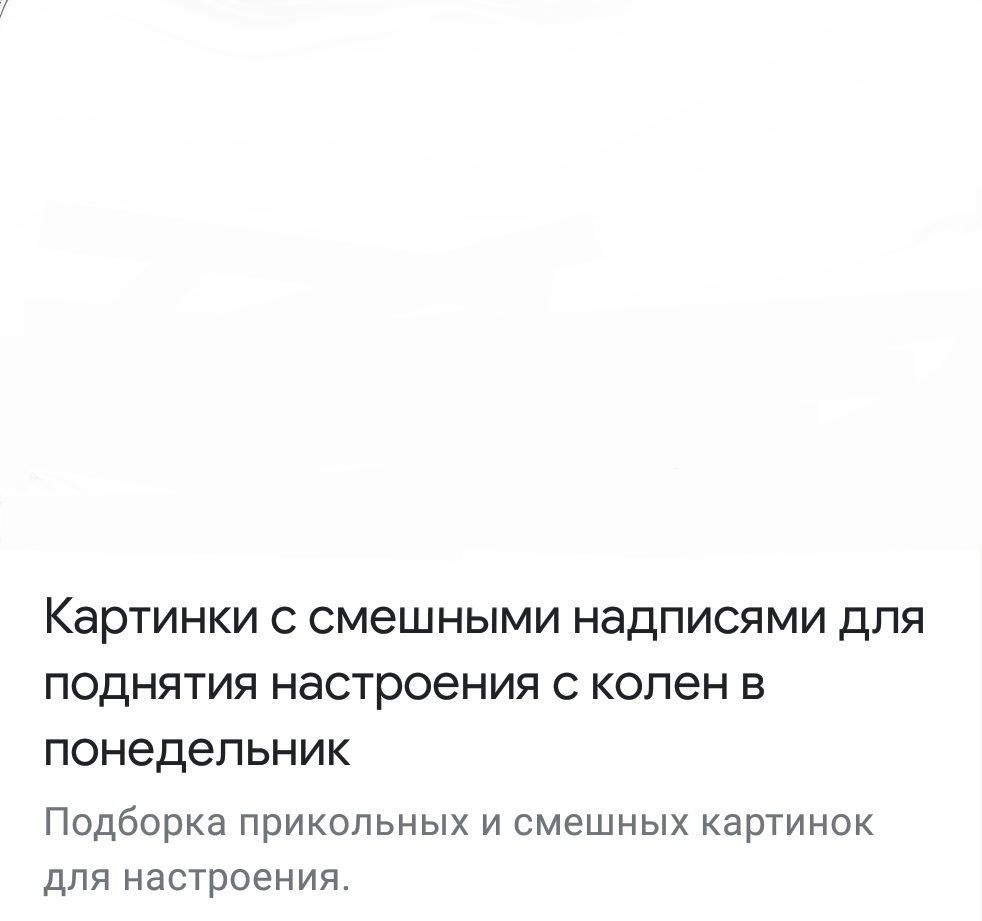 Картинки с смешными надписями для
поднятия настроения с колен в
понедельник
Подборка прикольных и смешных картинок
для настроения.